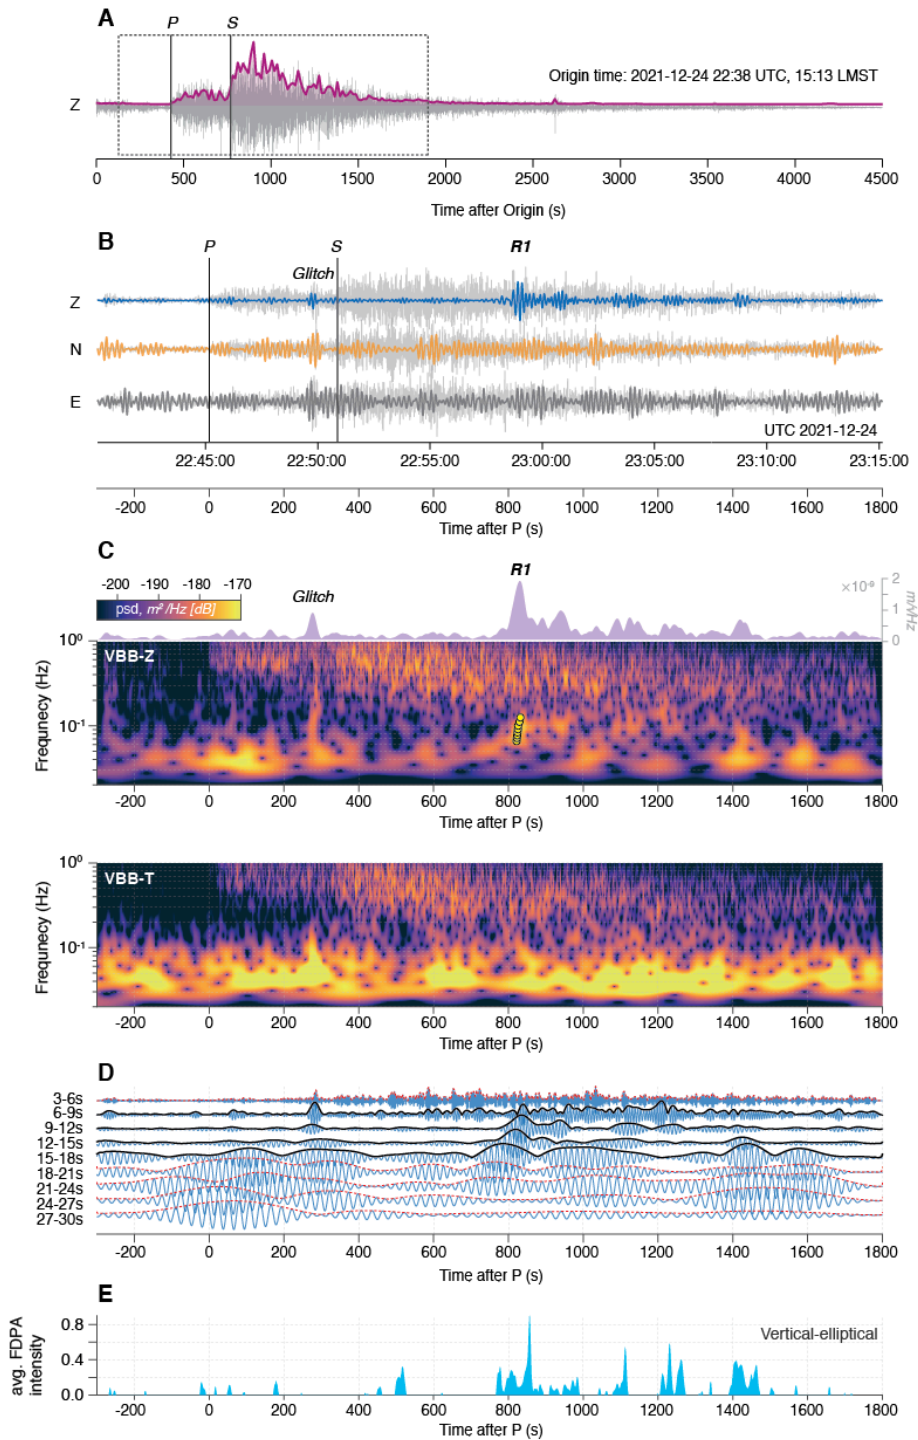 A
P
S
Origin time: 2021-12-24 22:38 UTC, 15:13 LMST
Z
0 500 1000 1500 2000 2500 3000 3500 4000 4500
Time after Origin (s)
B
P
S
R1
Glitch
Z
N
E
UTC 2021-12-24
22:45:00 22:50:00 22:55:00 23:00:00 23:05:00 23:10:00 23:15:00
-200 0 200 400 600 800 1000 1200 1400 1600 1800
Time after P (s)
C
R1
-200 -190 -180 -170
psd, m²/Hz [dB]
Glitch
×10⁻⁹
2
1
0
m/√Hz
10⁰
VBB-Z
10⁻¹
Frequnecy (Hz)
-200 0 200 400 600 800 1000 1200 1400 1600 1800
Time after P (s)
10⁰
VBB-T
10⁻¹
Frequnecy (Hz)
-200 0 200 400 600 800 1000 1200 1400 1600 1800
Time after P (s)
D
3-6s
6-9s
9-12s
12-15s
15-18s
18-21s
21-24s
24-27s
27-30s
-200 0 200 400 600 800 1000 1200 1400 1600 1800
Time after P (s)
E
avg. FDPA
intensity
0.8
0.4
0.0
Vertical-elliptical
-200 0 200 400 600 800 1000 1200 1400 1600 1800
Time after P (s)